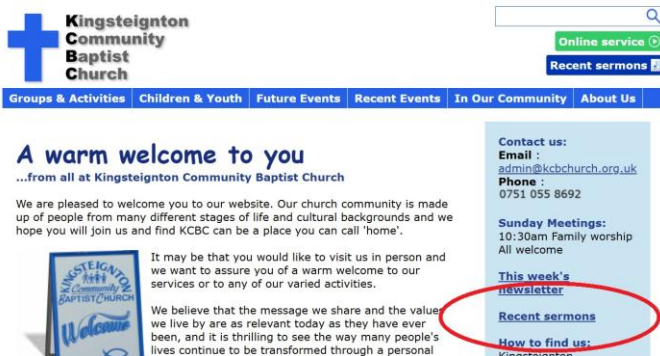 Kingsteignton
Community
Baptist
Church
Online service
Recent sermons
Groups & Activities Children & Youth Future Events Recent Events In Our Community About Us
A warm welcome to you
...from all at Kingsteignton Community Baptist Church
We are pleased to welcome you to our website. Our church community is made
up of people from many different stages of life and cultural backgrounds and we
hope you will join us and find KCBC can be a place you can call 'home'.
KINGSTEIGNTON
Community
BAPTIST CHURCH
Welcome
It may be that you would like to visit us in person and
we want to assure you of a warm welcome to our
services or to any of our varied activities.
We believe that the message we share and the values
we live by are as relevant today as they have ever
been, and it is thrilling to see the way many people's
lives continue to be transformed through a personal
Contact us:
Email :
admin@kcbchurch.org.uk
Phone :
0751 055 8692
Sunday Meetings:
10:30am Family worship
All welcome
This week's
newsletter
Recent sermons
How to find us:
Kingsteignton